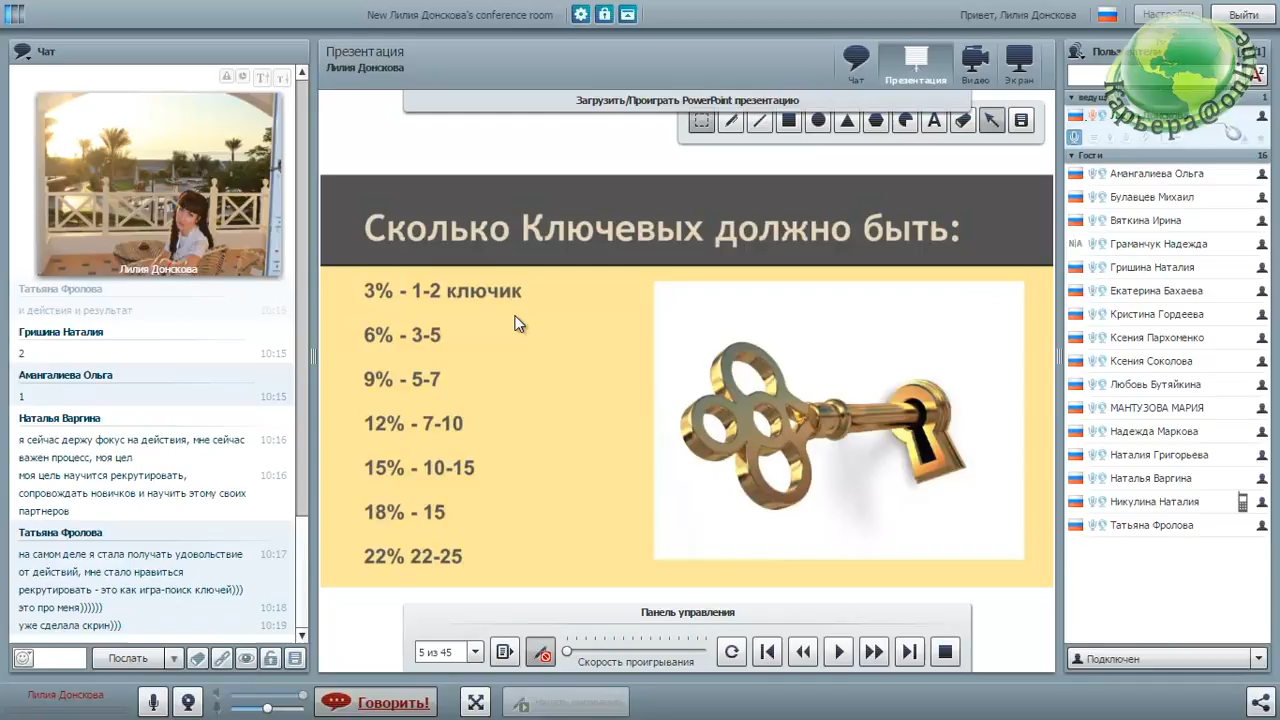 New Лилия Донскова's conference room
Привет, Лилия Донскова
Настройки
Выйти
Чат
Лилия Донскова
Татьяна Фролова
и действия и результат 10:15
Гришина Наталия
2 10:15
Амангалиева Ольга
1 10:15
Наталья Варгина
я сейчас держу фокус на действия, мне сейчас 10:16
важен процесс, моя цел
моя цель научится рекрутировать, 10:16
сопровождать новичков и научить этому своих
партнеров
Татьяна Фролова
на самом деле я стала получать удовольствие 10:17
от действий, мне стало нравиться
рекрутировать - это как игра-поиск ключей)))
это про меня)))))) 10:18
уже сделала скрин))) 10:19
Послать
Презентация
Лилия Донскова
Чат
Презентация
Видео
Экран
Загрузить/Проиграть PowerPoint презентацию
Сколько Ключевых должно быть:
3% - 1-2 ключик
6% - 3-5
9% - 5-7
12% - 7-10
15% - 10-15
18% - 15
22% 22-25
Панель управления
5 из 45
Скорость проигрывания
карьера@online
ведущ 1
Гости 16
Амангалиева Ольга
Булавцев Михаил
Вяткина Ирина
N/A Граманчук Надежда
Гришина Наталия
Екатерина Бахаева
Кристина Гордеева
Ксения Пархоменко
Ксения Соколова
Любовь Бутяйкина
МАНТУЗОВА МАРИЯ
Надежда Маркова
Наталия Григорьева
Наталья Варгина
Никулина Наталия
Татьяна Фролова
Подключен
Лилия Донскова
Говорить!